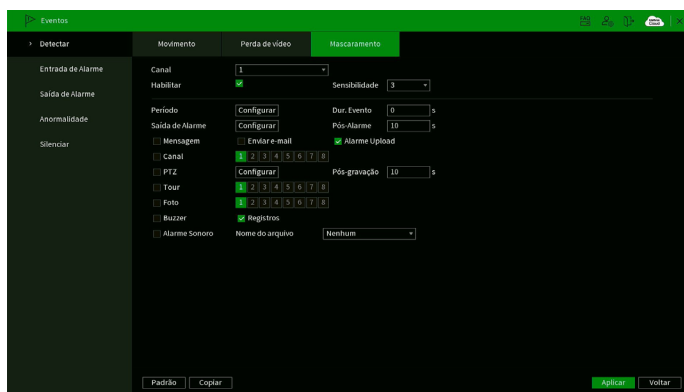 Eventos
Detectar
Entrada de Alarme
Saída de Alarme
Anormalidade
Silenciar
Movimento Perda de vídeo Mascaramento
Canal 1
Habilitar Sensibilidade 3
Período Configurar Dur. Evento 0 s
Saída de Alarme Configurar Pós-Alarme 10 s
Mensagem Enviar e-mail Alarme Upload
Canal 1 2 3 4 5 6 7 8
PTZ Configurar Pós-gravação 10 s
Tour 1 2 3 4 5 6 7 8
Foto 1 2 3 4 5 6 7 8
Buzzer Registros
Alarme Sonoro Nome do arquivo Nenhum
Padrão Copiar Aplicar Voltar